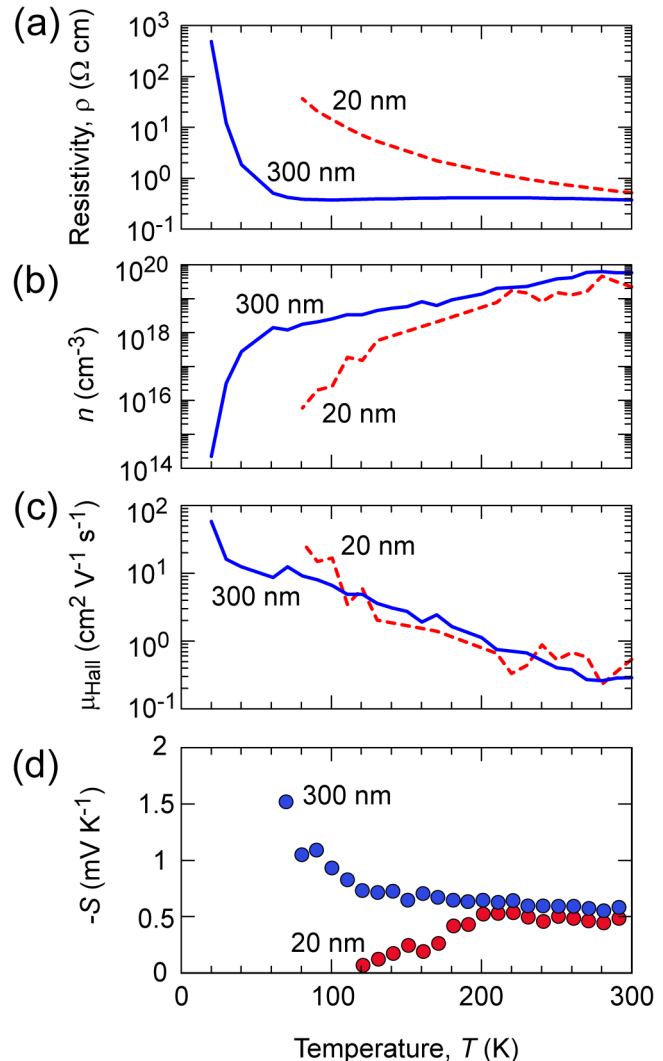 (a)
Resistivity, ρ (Ω cm)
10³
10²
10¹
10⁰
10⁻¹
20 nm
300 nm
(b)
n (cm⁻³)
10²⁰
10¹⁸
10¹⁶
10¹⁴
300 nm
20 nm
(c)
μHall (cm² V⁻¹ s⁻¹)
10²
10¹
10⁰
10⁻¹
20 nm
300 nm
(d)
-S (mV K⁻¹)
2
1.5
1
0.5
0
300 nm
20 nm
0 100 200 300
Temperature, T (K)